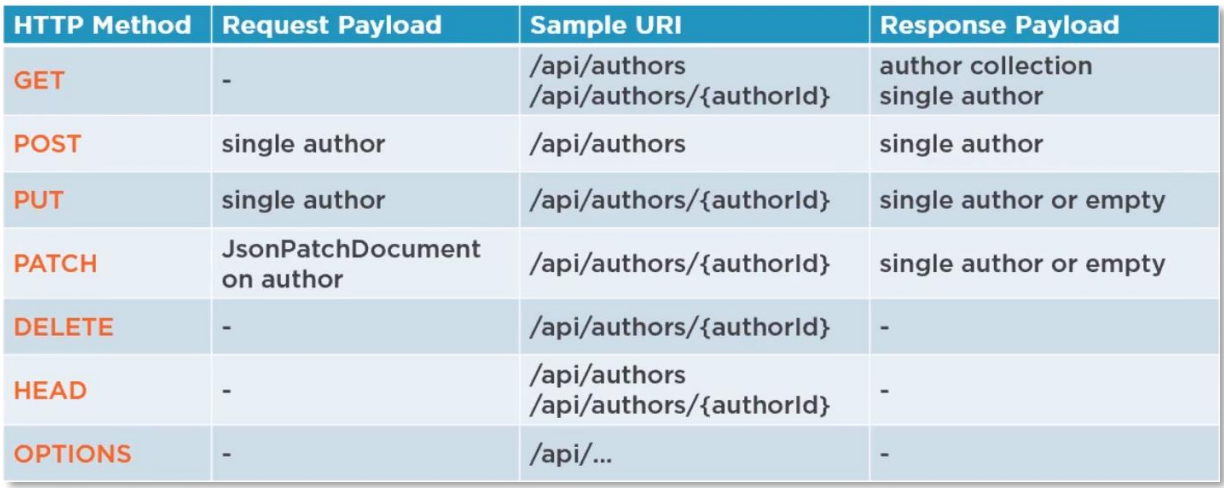 HTTP Method Request Payload Sample URI Response Payload
GET - /api/authors author collection
/api/authors/{authorId} single author
POST single author /api/authors single author
PUT single author /api/authors/{authorId} single author or empty
PATCH JsonPatchDocument /api/authors/{authorId} single author or empty
on author
DELETE - /api/authors/{authorId} -
HEAD - /api/authors -
/api/authors/{authorId}
OPTIONS - /api/... -